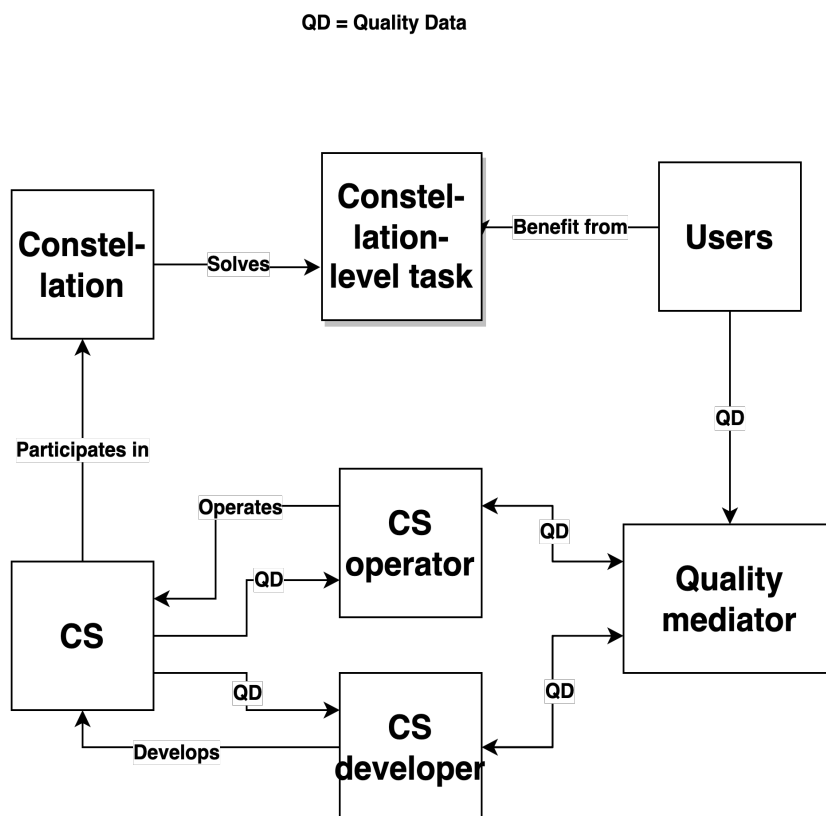 QD = Quality Data
Constel-
lation-
level task
Constel-
lation
Solves
Benefit from
Users
QD
Participates in
Operates
CS
operator
QD
QD
Quality
mediator
CS
QD
QD
CS
developer
Develops